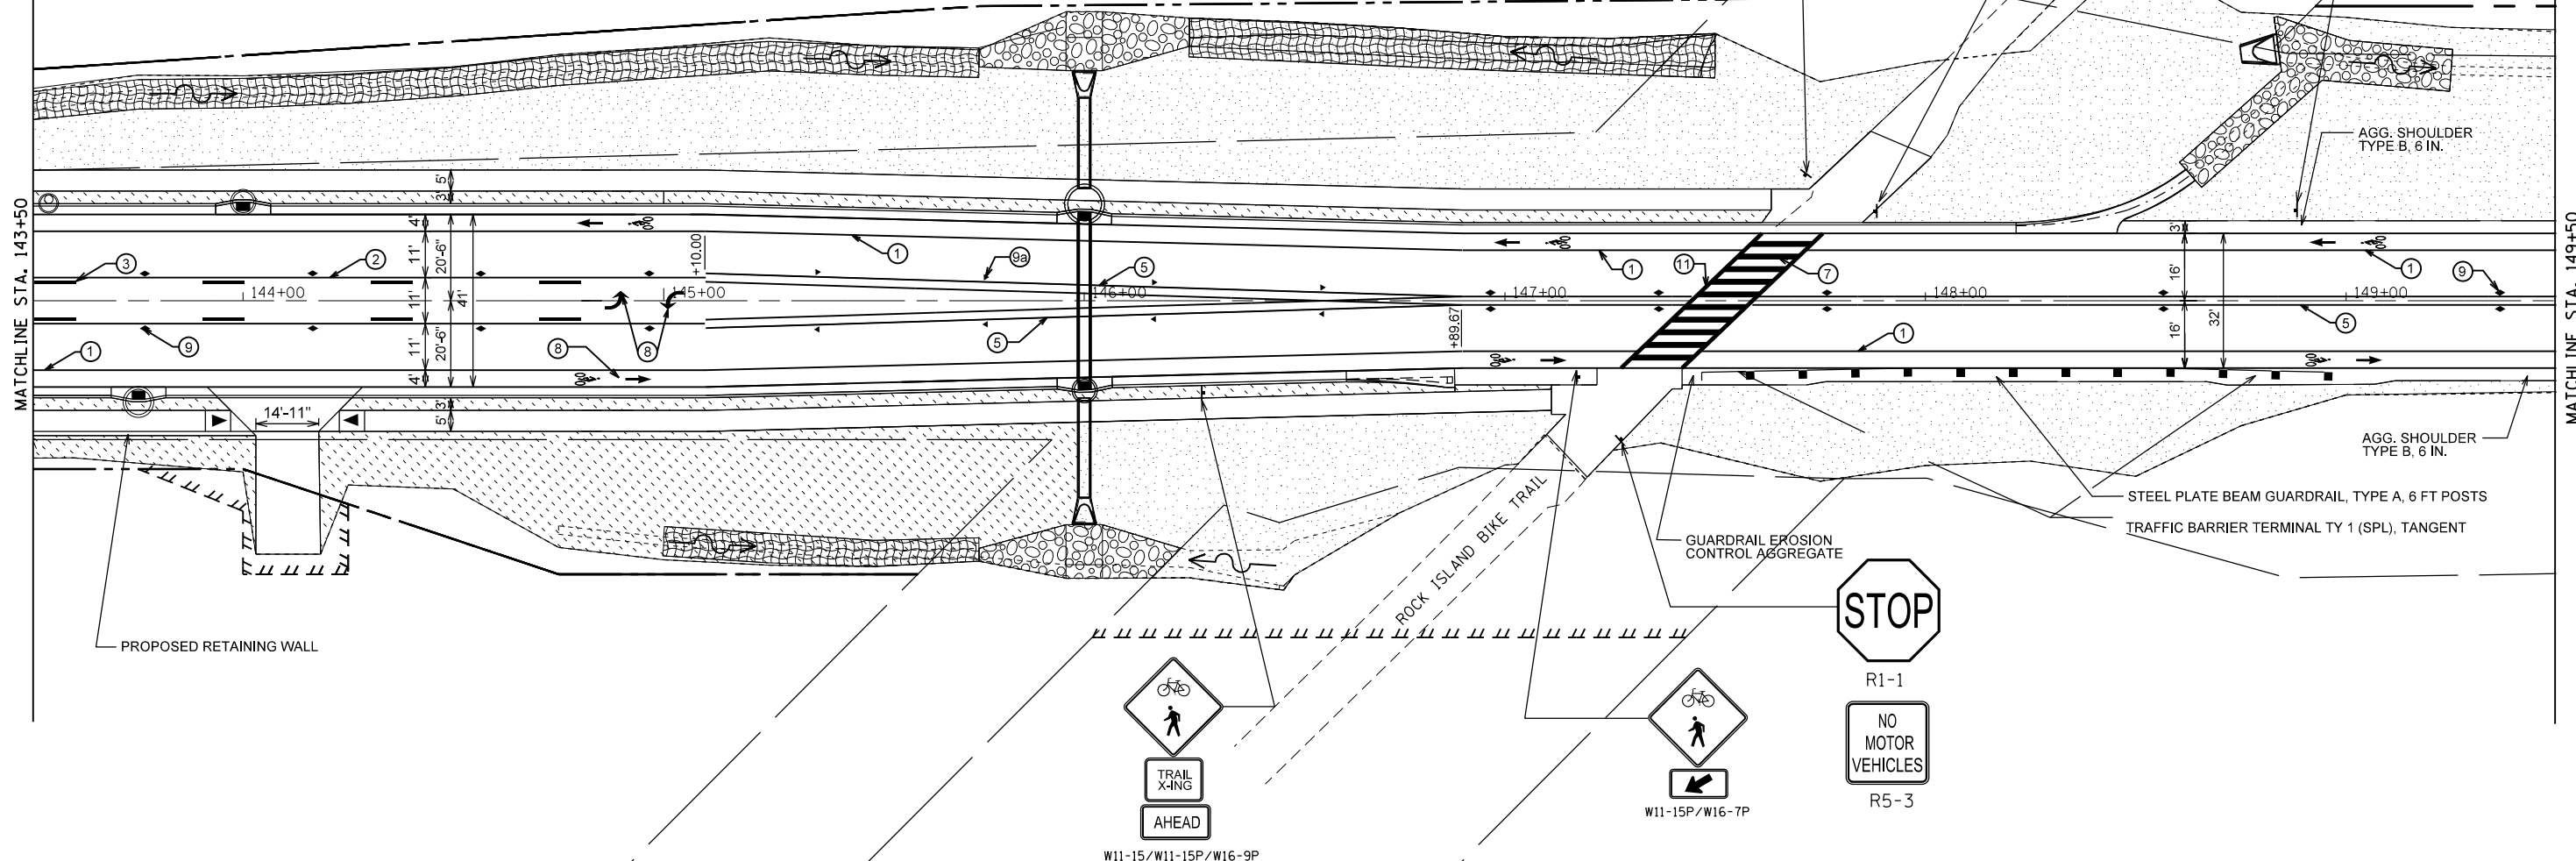 MATCHLINE STA. 143+50
MATCHLINE STA. 149+50
AGG. SHOULDER
TYPE B, 6 IN.
5'
3'
4'
11'
20'-6"
41'
11'
11'
20'-6"
4'
3'
5'
+10.00
+89.67
3'
16'
32'
16'
1
9a
5
3
2
11
7
1
1
9
144+00
145+00
146+00
147+00
148+00
149+00
1
9
8
8
5
1
5
14'-11"
AGG. SHOULDER
TYPE B, 6 IN.
STEEL PLATE BEAM GUARDRAIL, TYPE A, 6 FT POSTS
TRAFFIC BARRIER TERMINAL TY 1 (SPL), TANGENT
GUARDRAIL EROSION
CONTROL AGGREGATE
ROCK ISLAND BIKE TRAIL
PROPOSED RETAINING WALL
STOP
R1-1
NO
MOTOR
VEHICLES
R5-3
TRAIL
X-ING
AHEAD
W11-15/W11-15P/W16-9P
W11-15P/W16-7P